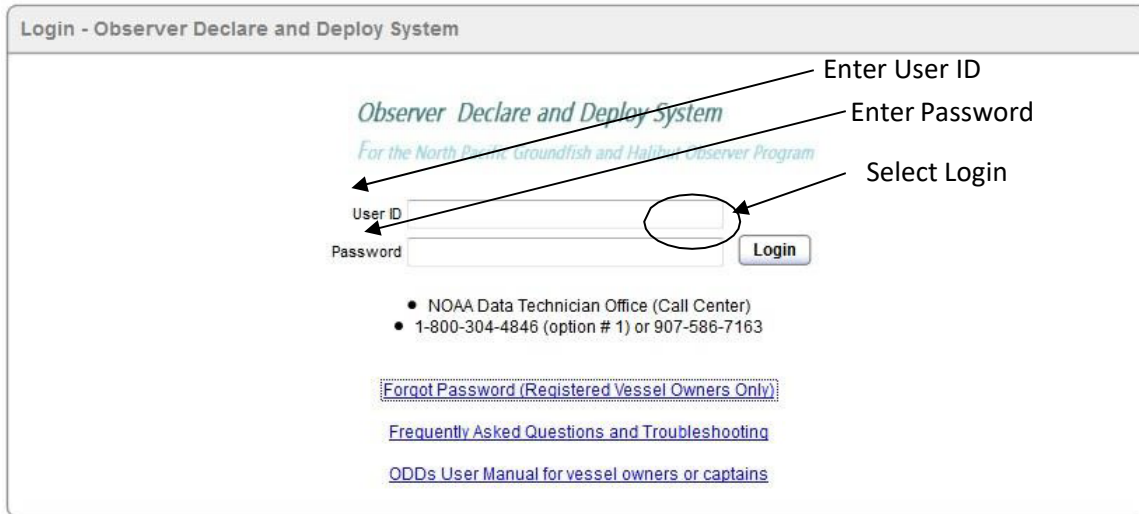 Login - Observer Declare and Deploy System
Enter User ID
Observer Declare and Deploy System
Enter Password
For the North Pacific Groundfish and Halibut Observer Program
Select Login
User ID
Password
Login
• NOAA Data Technician Office (Call Center)
• 1-800-304-4846 (option # 1) or 907-586-7163
Forgot Password (Registered Vessel Owners Only)
Frequently Asked Questions and Troubleshooting
ODDs User Manual for vessel owners or captains